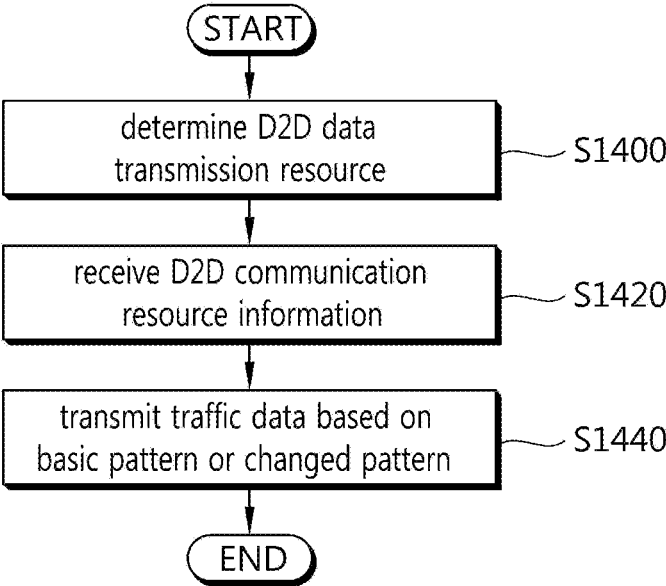 START
determine D2D data
transmission resource
S1400
receive D2D communication
resource information
S1420
transmit traffic data based on
basic pattern or changed pattern
S1440
END